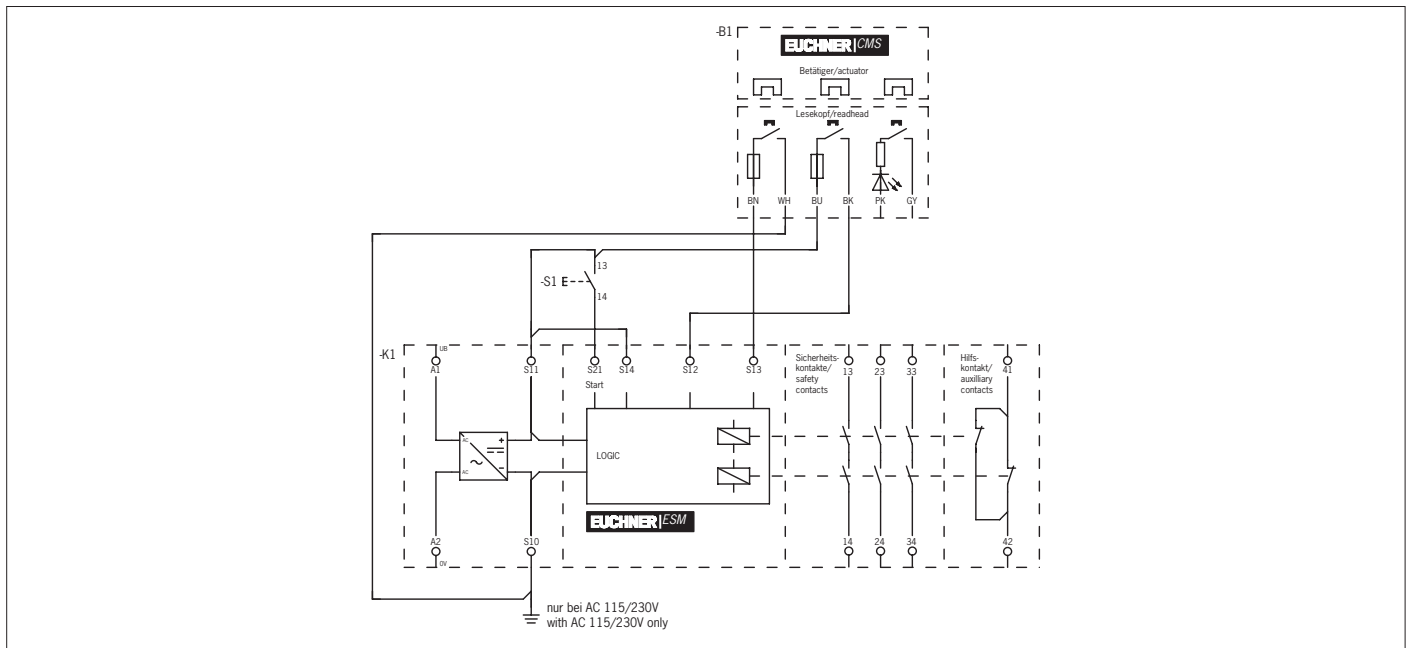 -B1
EUCHNER CMS
Betätiger/actuator
Lesekopf/readhead
BN WH BU BK PK GY
13
-S1
14
-K1
UB
A1 S11 S21 S14 S12 S13
Start
Sicherheits-
kontakte/
safety
contacts
13 23 33
Hilfs-
kontakt/
auxilliary
contacts
41
AC
+
AC
-
LOGIC
EUCHNER ESM
A2 S10 14 24 34 42
0V
nur bei AC 115/230V
with AC 115/230V only